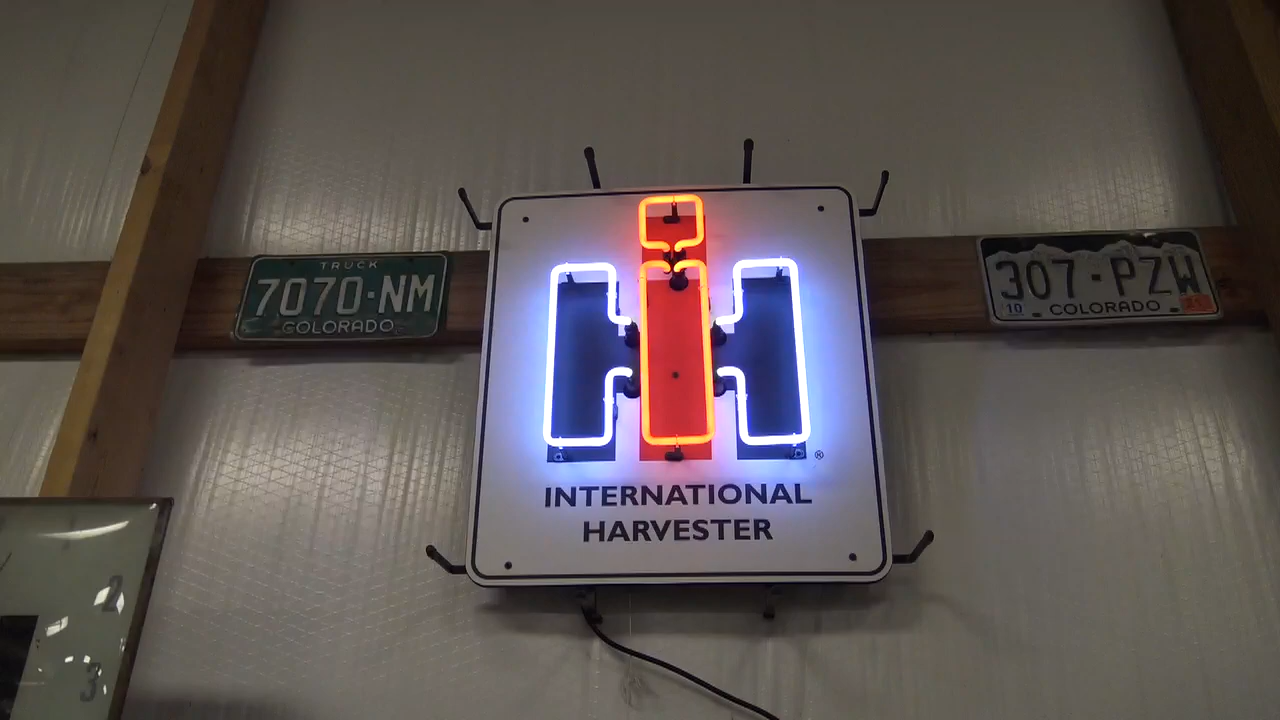 TRUCK
7070·NM
COLORADO
307·PZW
10
COLORADO
®
INTERNATIONAL
HARVESTER
2
3